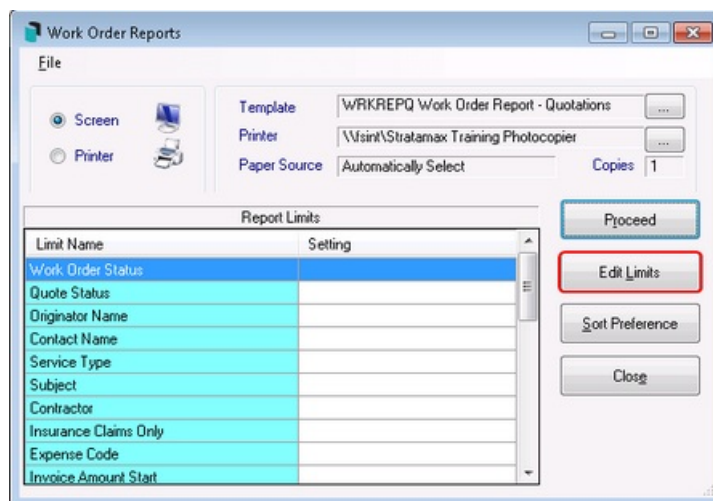 Work Order Reports
File
Screen
Printer
Template WRKREPQ Work Order Report - Quotations ...
Printer \\fsint\Stratamax Training Photocopier ...
Paper Source Automatically Select Copies 1
Report Limits
Limit Name Setting
Work Order Status
Quote Status
Originator Name
Contact Name
Service Type
Subject
Contractor
Insurance Claims Only
Expense Code
Invoice Amount Start
Proceed
Edit Limits
Sort Preference
Close